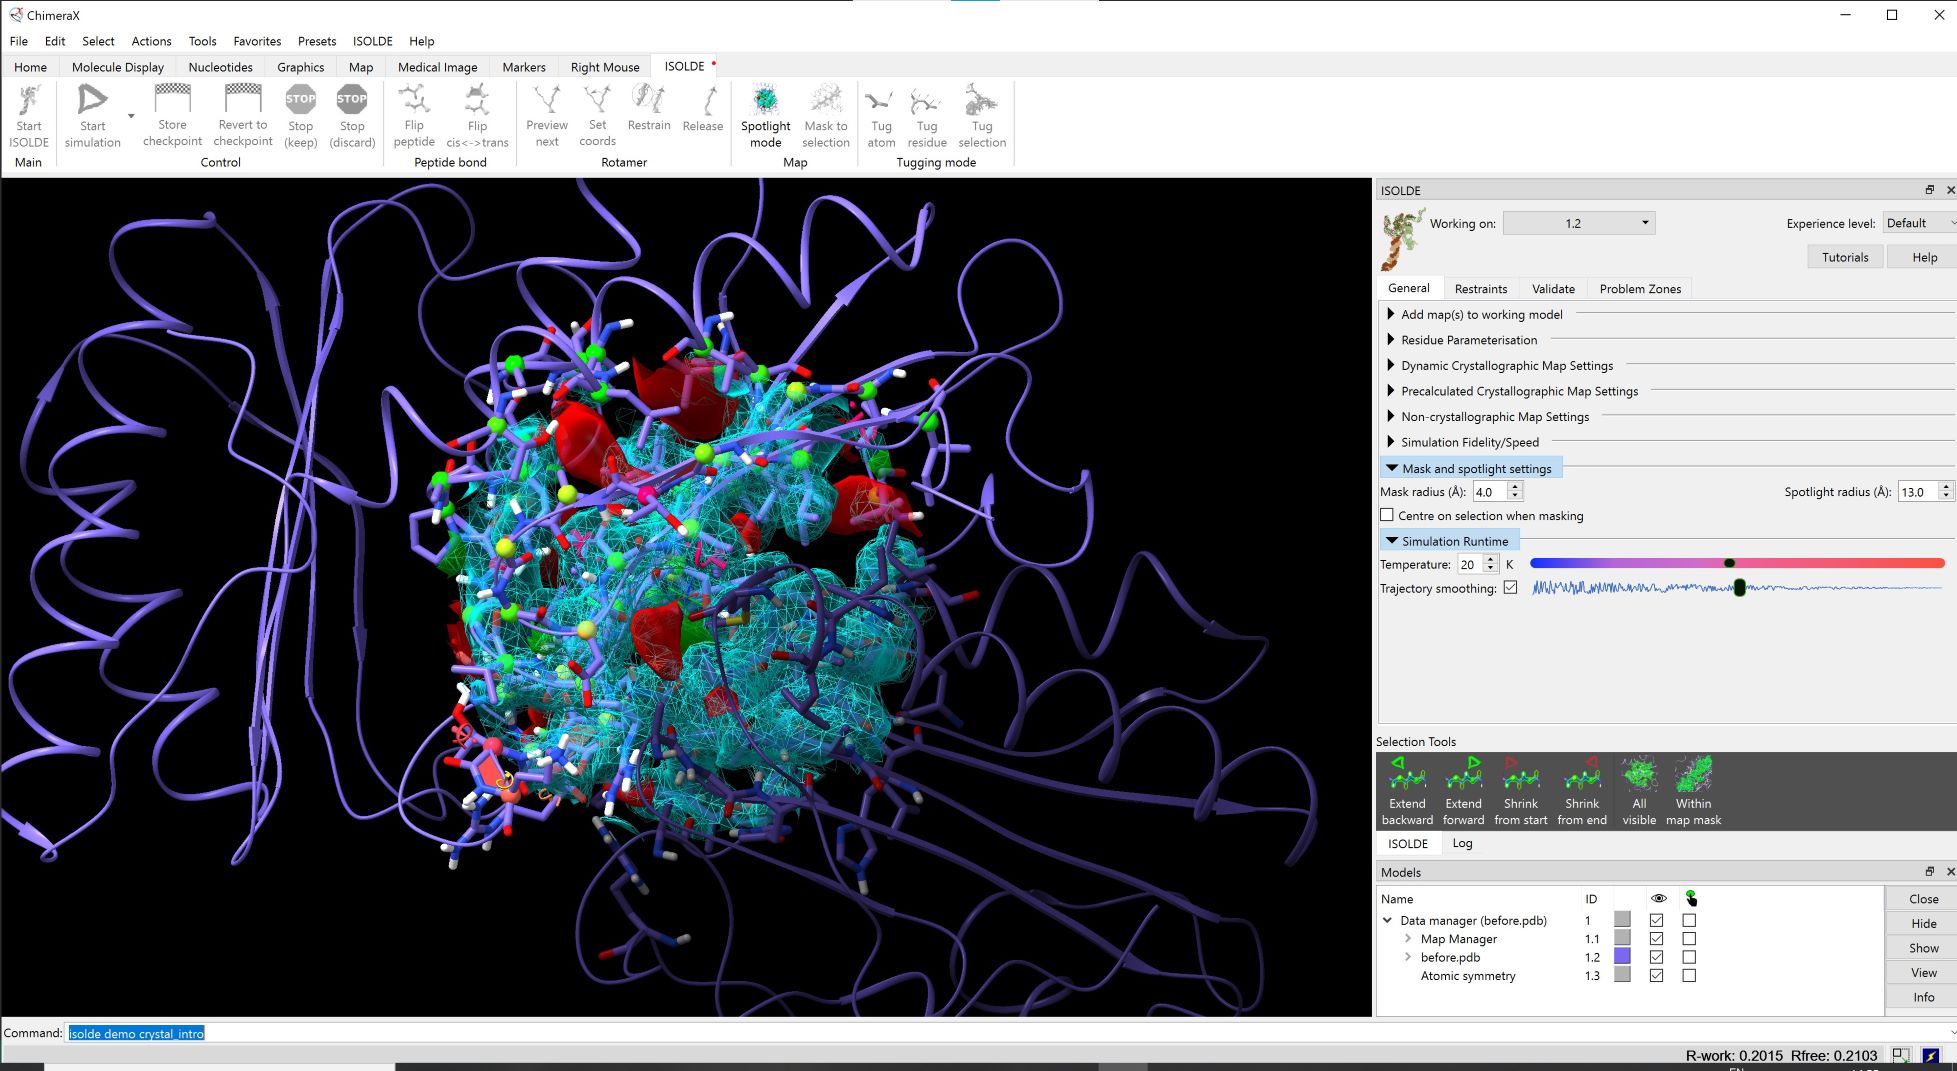 ChimeraX
File Edit Select Actions Tools Favorites Presets ISOLDE Help
Home Molecule Display Nucleotides Graphics Map Medical Image Markers Right Mouse ISOLDE
STOP STOP
Start ISOLDE
Start simulation
Store checkpoint
Revert to checkpoint
Stop (keep)
Stop (discard)
Flip peptide
Flip cis<->trans
Preview next
Set coords
Restrain
Release
Spotlight mode
Mask to selection
Tug atom
Tug residue
Tug selection
Main Control Peptide bond Rotamer Map Tugging mode
ISOLDE
Working on: 1.2 Experience level: Default
Tutorials Help
General Restraints Validate Problem Zones
Add map(s) to working model
Residue Parameterisation
Dynamic Crystallographic Map Settings
Precalculated Crystallographic Map Settings
Non-crystallographic Map Settings
Simulation Fidelity/Speed
Mask and spotlight settings
Mask radius (Å): 4.0 Spotlight radius (Å): 13.0
Centre on selection when masking
Simulation Runtime
Temperature: 20 K
Trajectory smoothing:
Selection Tools
Extend backward
Extend forward
Shrink from start
Shrink from end
All visible
Within map mask
ISOLDE Log
Models
Name ID
Data manager (before.pdb) 1
Map Manager 1.1
before.pdb 1.2
Atomic symmetry 1.3
Close
Hide
Show
View
Info
Command: isolde demo crystal_intro
R-work: 0.2015 Rfree: 0.2103